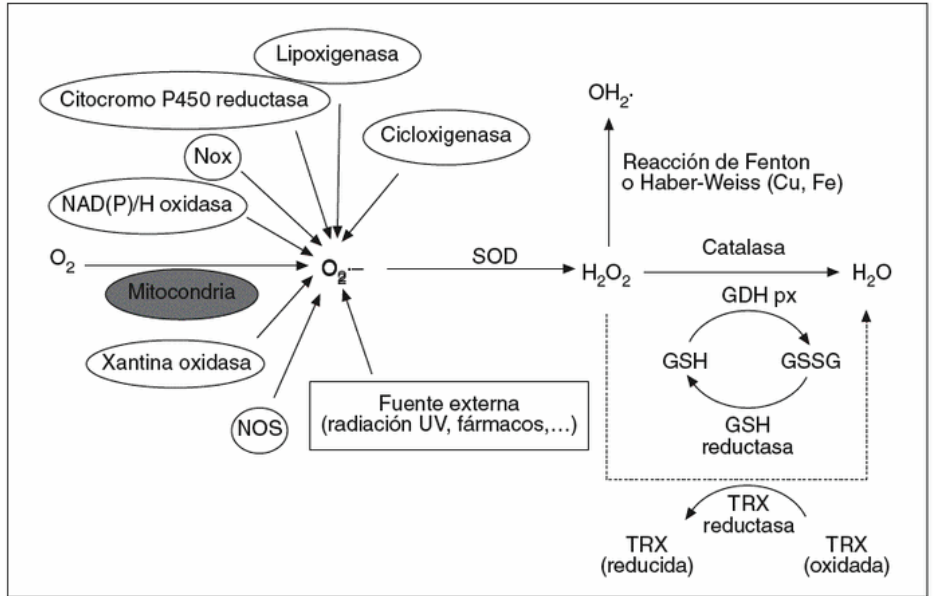 Lipoxigenasa
Citocromo P450 reductasa
Cicloxigenasa
Nox
NAD(P)/H oxidasa
O₂
Mitocondria
Xantina oxidasa
NOS
Fuente externa
(radiación UV, fármacos,…)
O₂·–
SOD
OH₂·
Reacción de Fenton
o Haber-Weiss (Cu, Fe)
H₂O₂
Catalasa
H₂O
GDH px
GSH
GSSG
GSH
reductasa
TRX
reductasa
TRX
(reducida)
TRX
(oxidada)